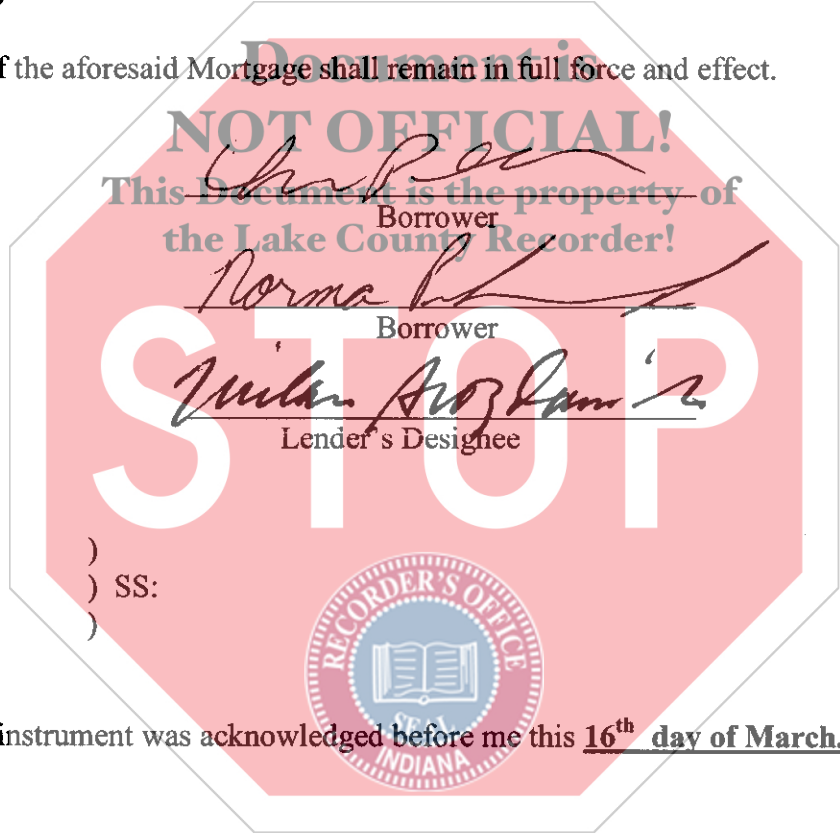 f the aforesaid Mortgage shall remain in full force and effect.
Document is
NOT OFFICIAL!
This Document is the property of
the Lake County Recorder!
Borrower
Norma
Borrower
Milan
Lender's Designee
STOP
)
) SS:
)
RECORDER'S OFFICE
SEAL
INDIANA
instrument was acknowledged before me this 16th day of March,